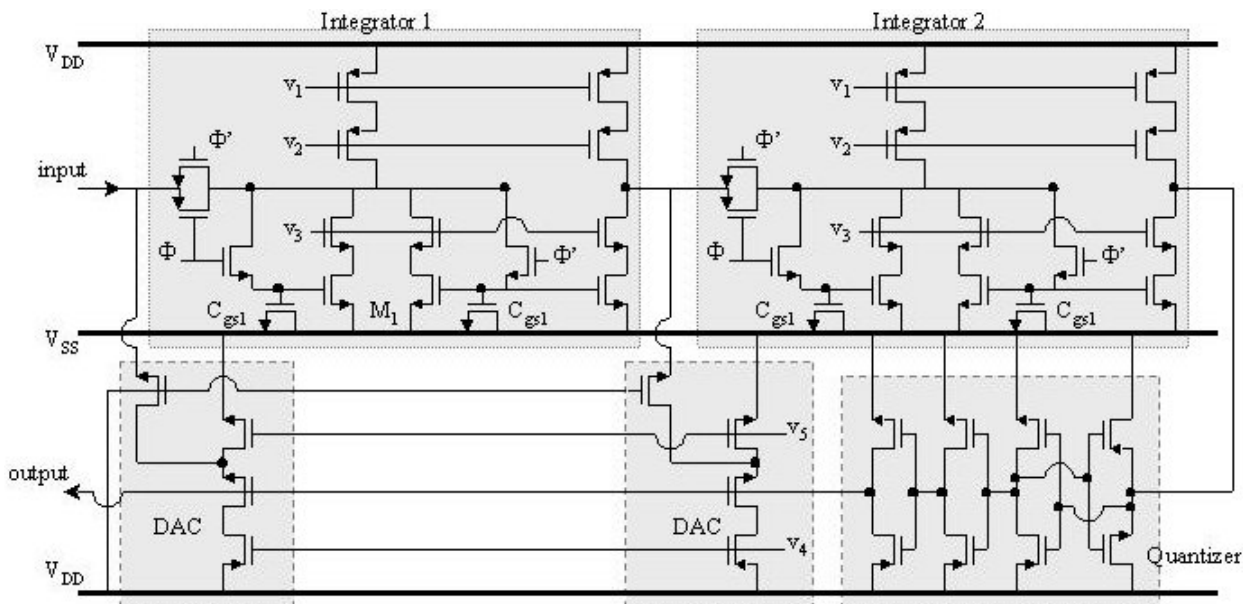 Integrator 1
Integrator 2
V_DD
v_1
v_1
v_2
v_2
Φ'
Φ'
input
v_3
v_3
Φ
Φ'
Φ
Φ'
C_gs1
M_1
C_gs1
C_gs1
C_gs1
V_SS
v_5
output
DAC
DAC
v_4
Quantizer
V_DD